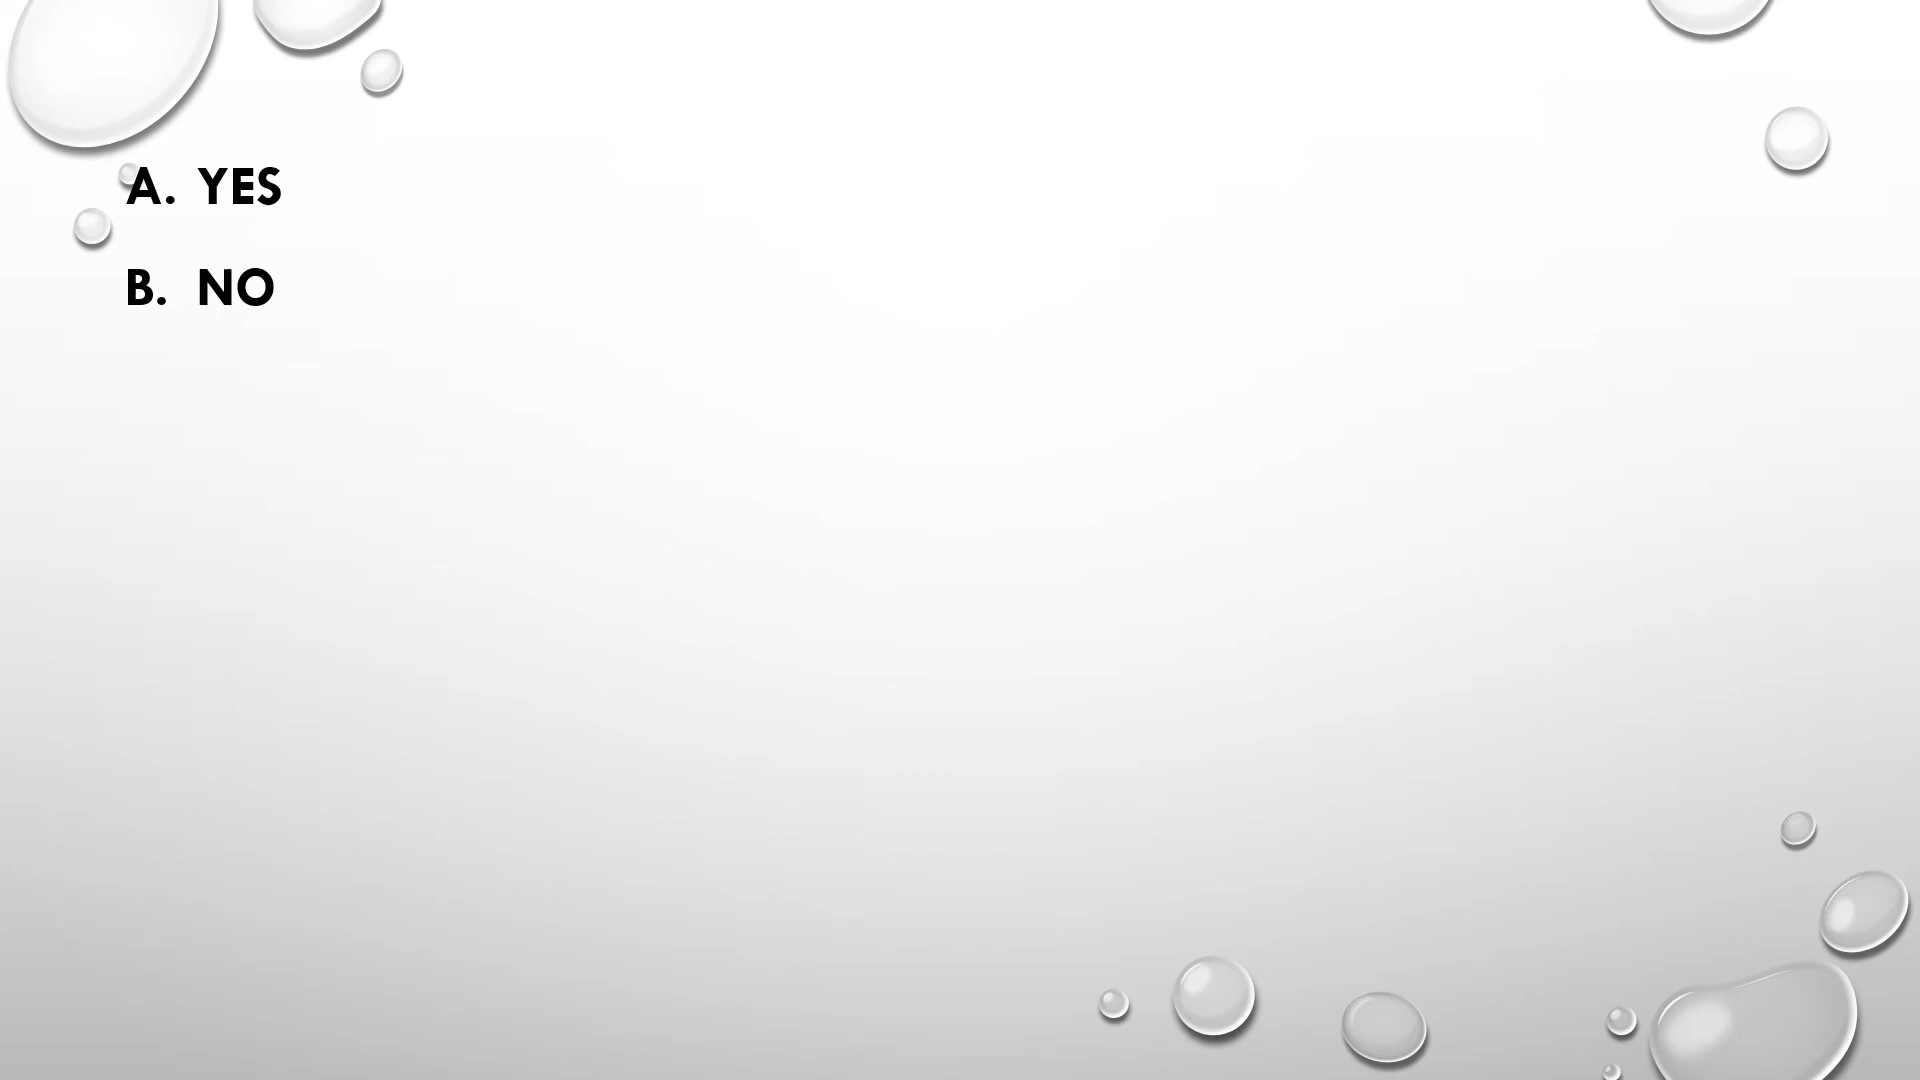 A. YES
B. NO